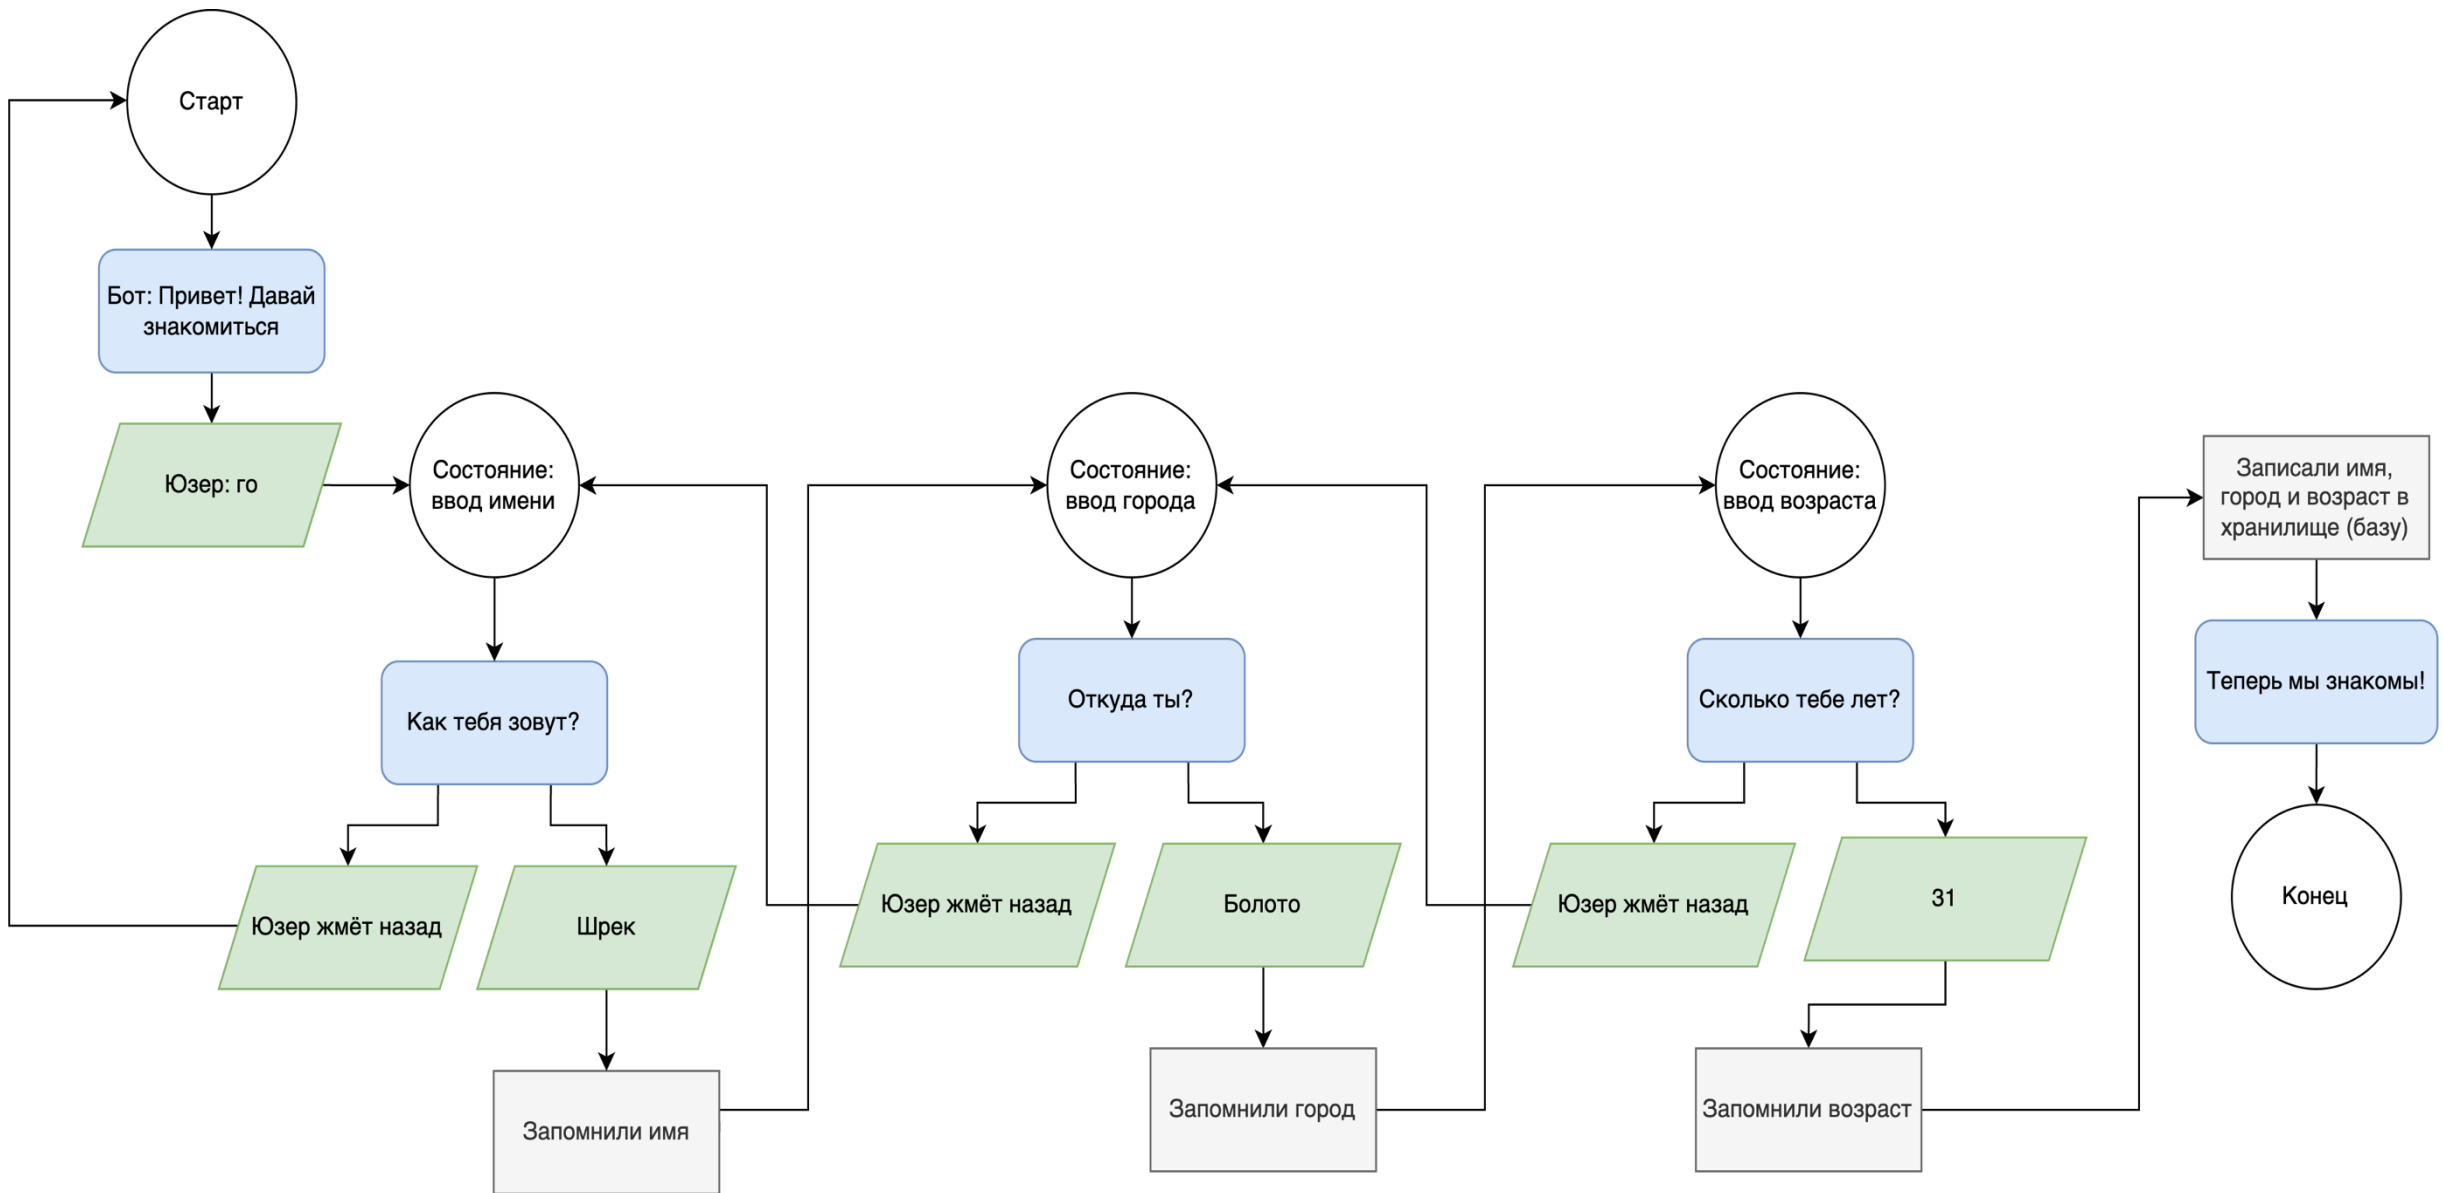 Старт
Бот: Привет! Давай
знакомиться
Юзер: го
Состояние:
ввод имени
Как тебя зовут?
Юзер жмёт назад
Шрек
Запомнили имя
Состояние:
ввод города
Откуда ты?
Юзер жмёт назад
Болото
Запомнили город
Состояние:
ввод возраста
Сколько тебе лет?
Юзер жмёт назад
31
Запомнили возраст
Записали имя,
город и возраст в
хранилище (базу)
Теперь мы знакомы!
Конец